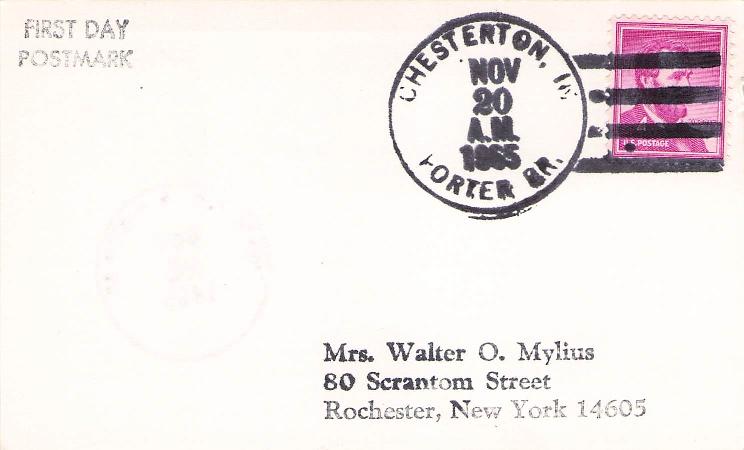 FIRST DAY
POSTMARK
CHESTERTON, IN
NOV
20
A.M.
1965
PORTER BR.
U.S. POSTAGE
Mrs. Walter O. Mylius
80 Scrantom Street
Rochester, New York 14605